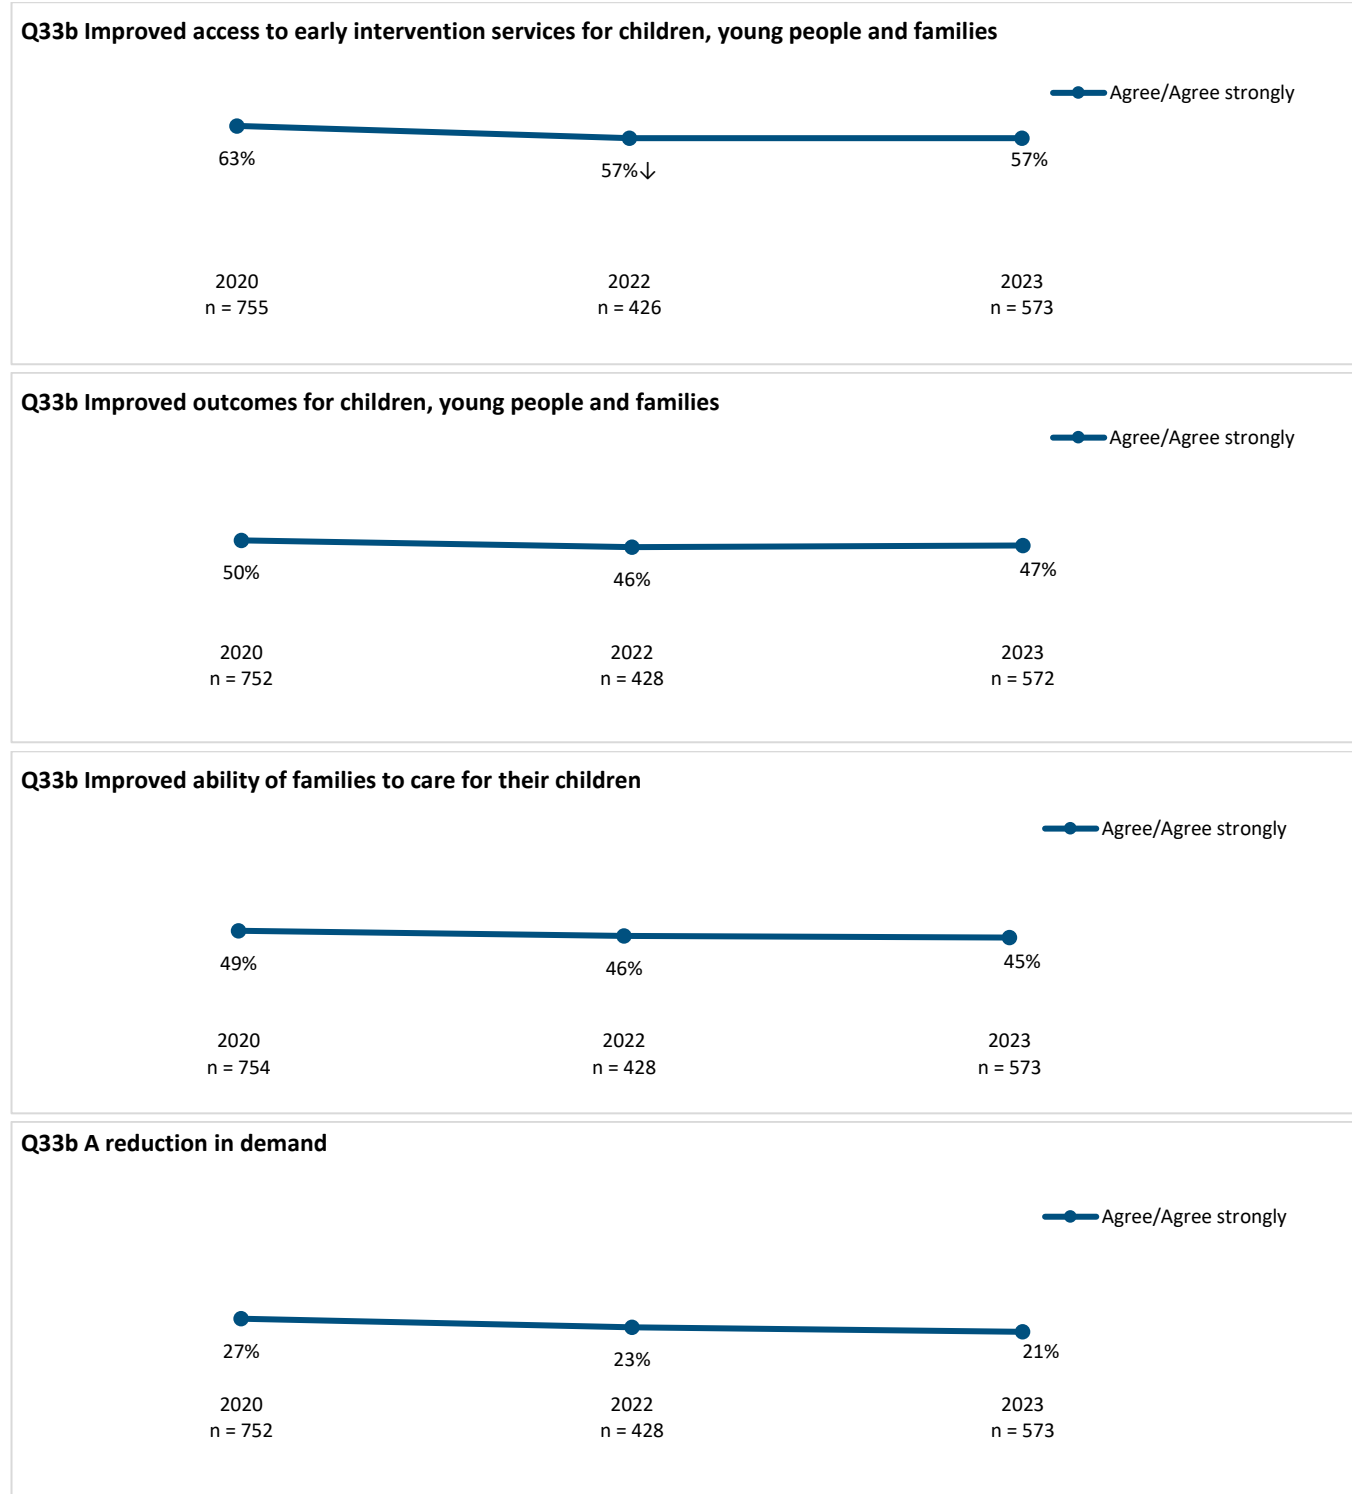 Q33b Improved access to early intervention services for children, young people and families
Agree/Agree strongly
63%
57%↓
57%
2020
n = 755
2022
n = 426
2023
n = 573
Q33b Improved outcomes for children, young people and families
Agree/Agree strongly
50%
46%
47%
2020
n = 752
2022
n = 428
2023
n = 572
Q33b Improved ability of families to care for their children
Agree/Agree strongly
49%
46%
45%
2020
n = 754
2022
n = 428
2023
n = 573
Q33b A reduction in demand
Agree/Agree strongly
27%
23%
21%
2020
n = 752
2022
n = 428
2023
n = 573